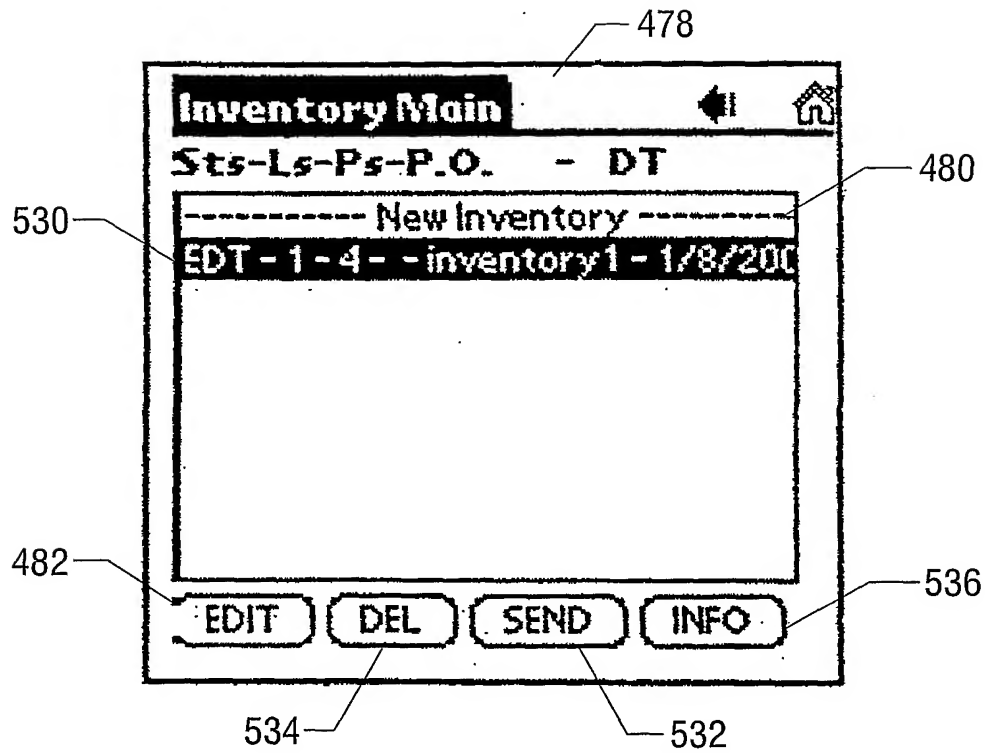 478
Inventory Main
Sts-Ls-Ps-P.O. - DT
480
530
----------- New Inventory -----------
EDT - 1 - 4 - - inventory1 - 1/8/200
482
EDIT DEL SEND INFO
536
534
532